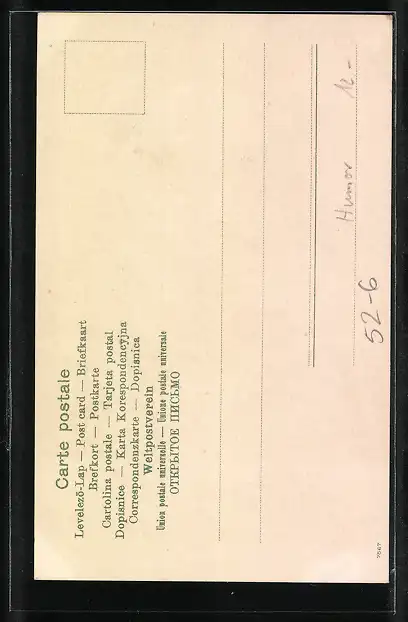 Carte postale
Levelező-Lap — Post card — Briefkaart
Brefkort — Postkarte
Cartolina postale — Tarjeta postal
Dopisnice — Karta Korespondencyjna
Correspondenzkarte — Dopisnica
Weltpostverein
Union postale universelle — Unione postale universale
ОТКРЫТОЕ ПИСЬМО
Humor 12.-
52-6